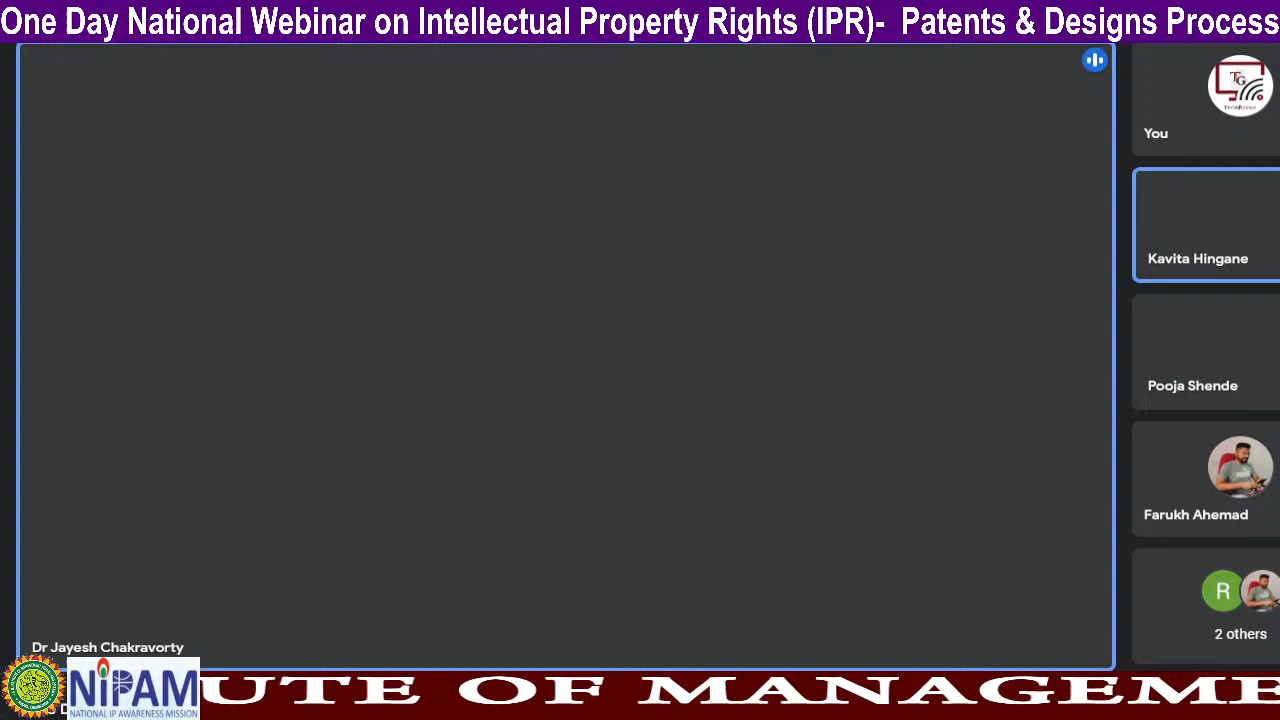 One Day National Webinar on Intellectual Property Rights (IPR)- Patents & Designs Process
You
Kavita Hingane
Pooja Shende
Farukh Ahemad
R
2 others
Dr Jayesh Chakravorty
NIPAM
NATIONAL IP AWARENESS MISSION
UTE OF MANAGEME